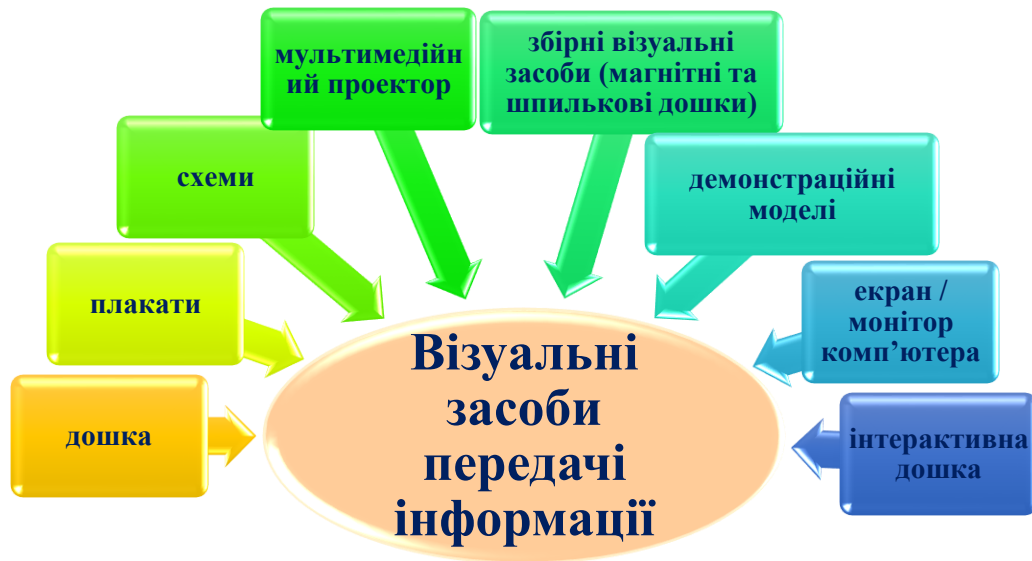 мультимедійн
ий проектор
збірні візуальні
засоби (магнітні та
шпилькові дошки)
схеми
демонстраційні
моделі
плакати
екран /
монітор
комп’ютера
дошка
інтерактивна
дошка
Візуальні
засоби
передачі
інформації